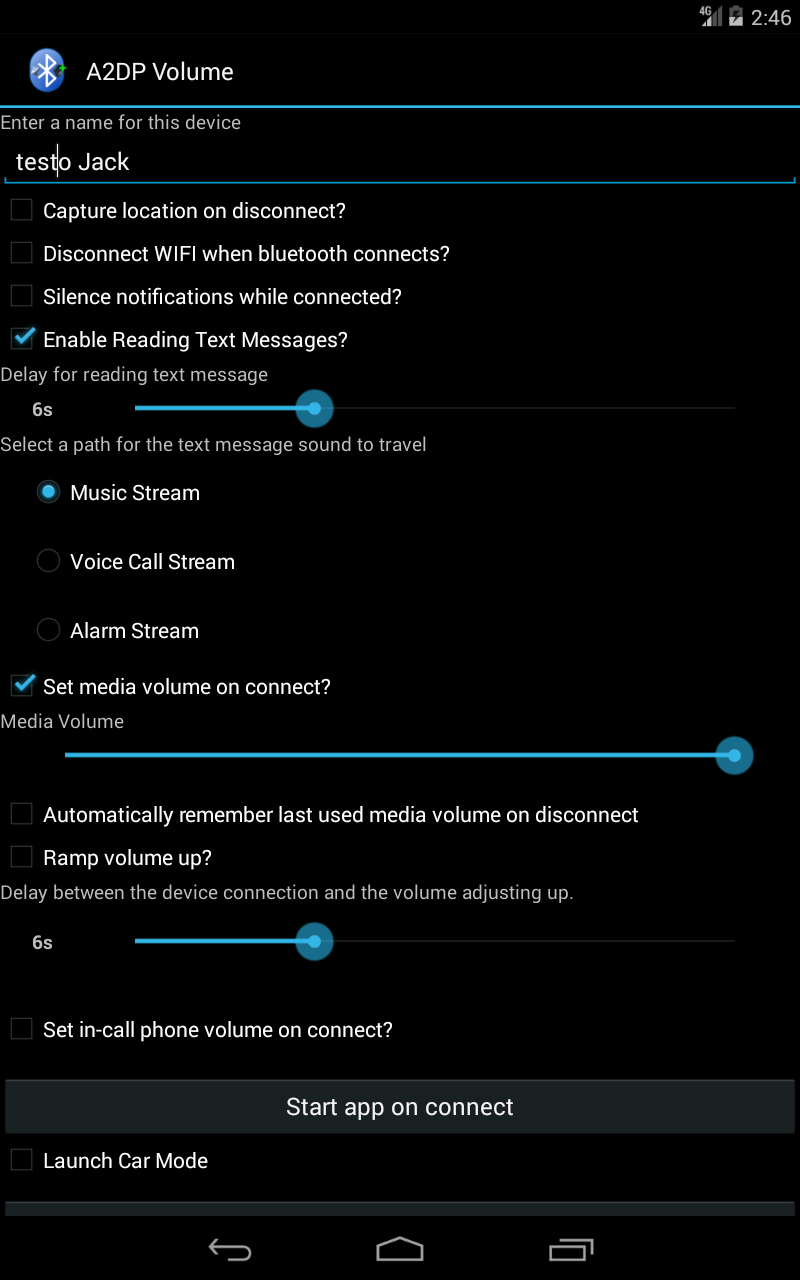 4G 2:46
A2DP Volume
Enter a name for this device
testo Jack
Capture location on disconnect?
Disconnect WIFI when bluetooth connects?
Silence notifications while connected?
Enable Reading Text Messages?
Delay for reading text message
6s
Select a path for the text message sound to travel
Music Stream
Voice Call Stream
Alarm Stream
Set media volume on connect?
Media Volume
Automatically remember last used media volume on disconnect
Ramp volume up?
Delay between the device connection and the volume adjusting up.
6s
Set in-call phone volume on connect?
Start app on connect
Launch Car Mode